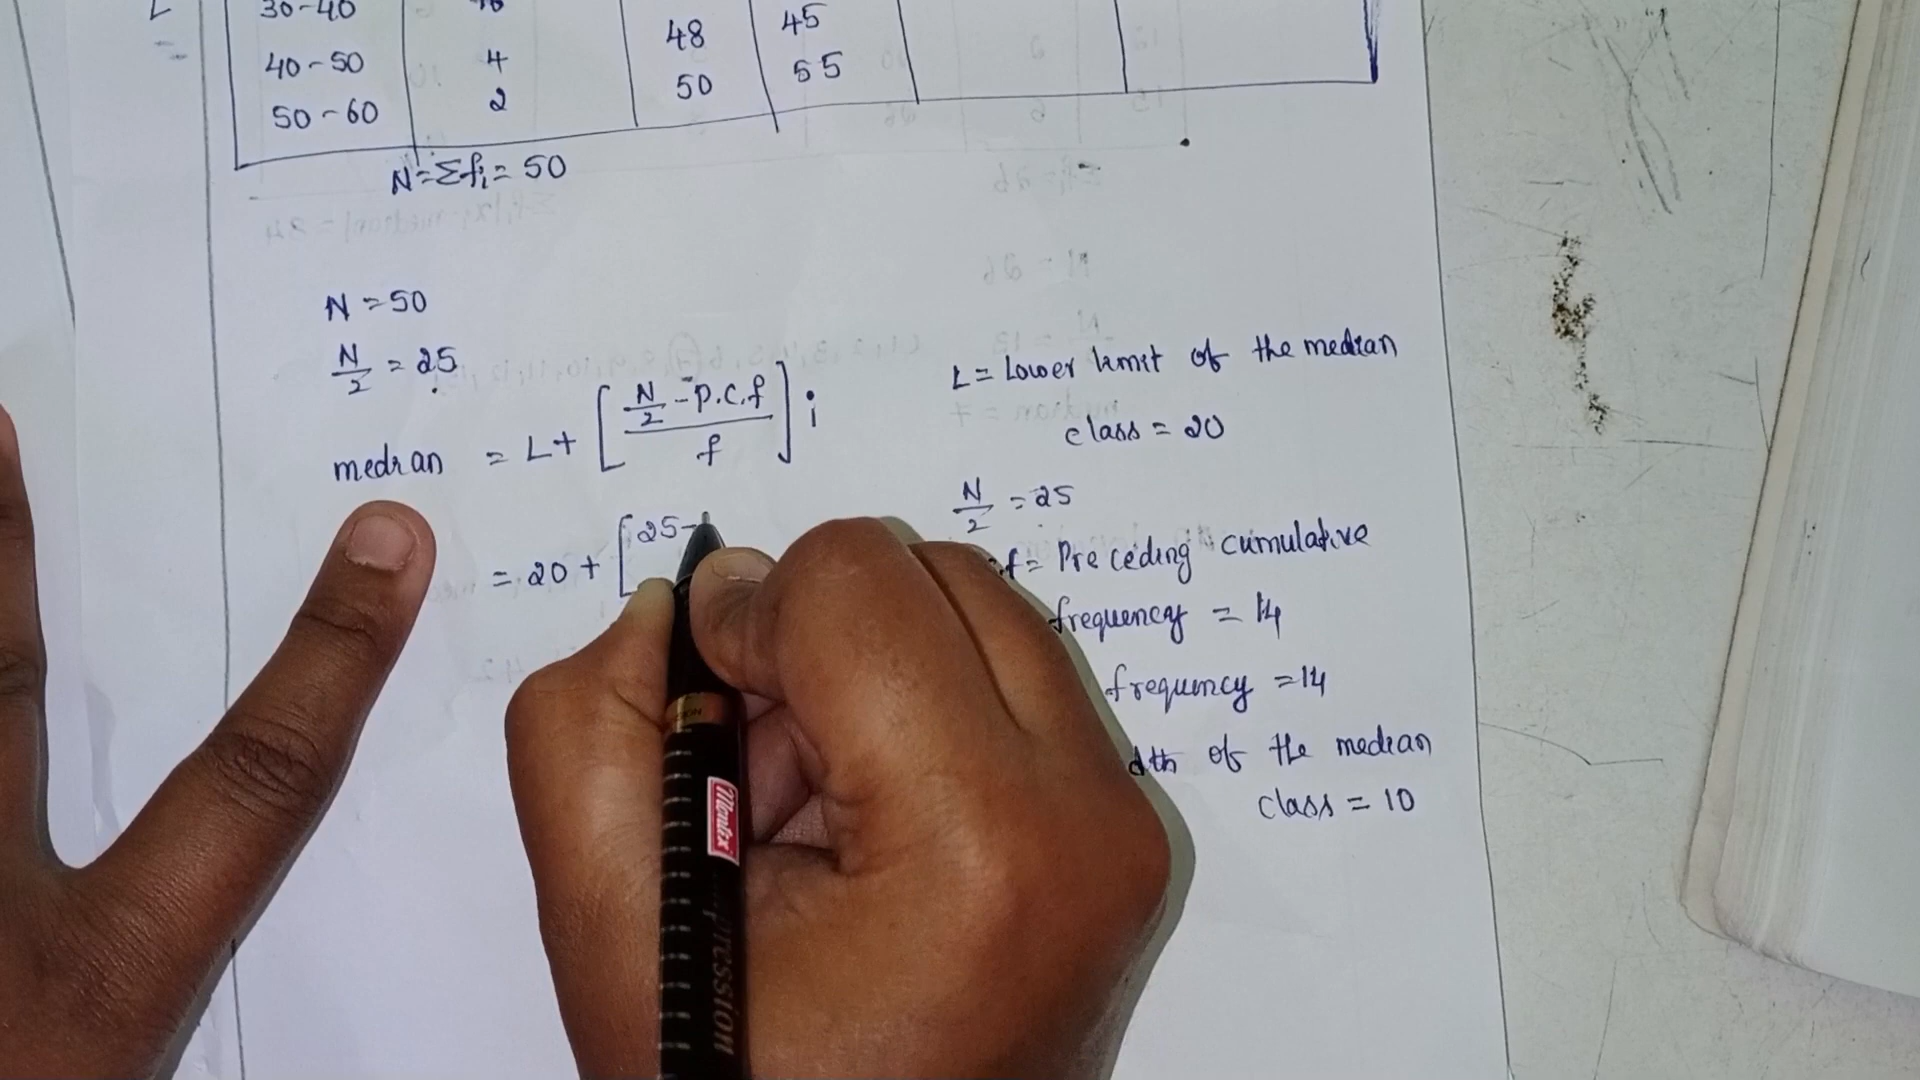 30-40
48 45
40-50 4
50 55
50-60 2
N=Σfi= 50
N = 50
N/2 = 25
median = L+ [N/2 - P.C.f / f] i
= 20 + [25-
L = Lower limit of the median
class = 20
N/2 = 25
.f= Preceding cumulative
frequency = 14
frequency =14
dth of the median
class = 10
Montex